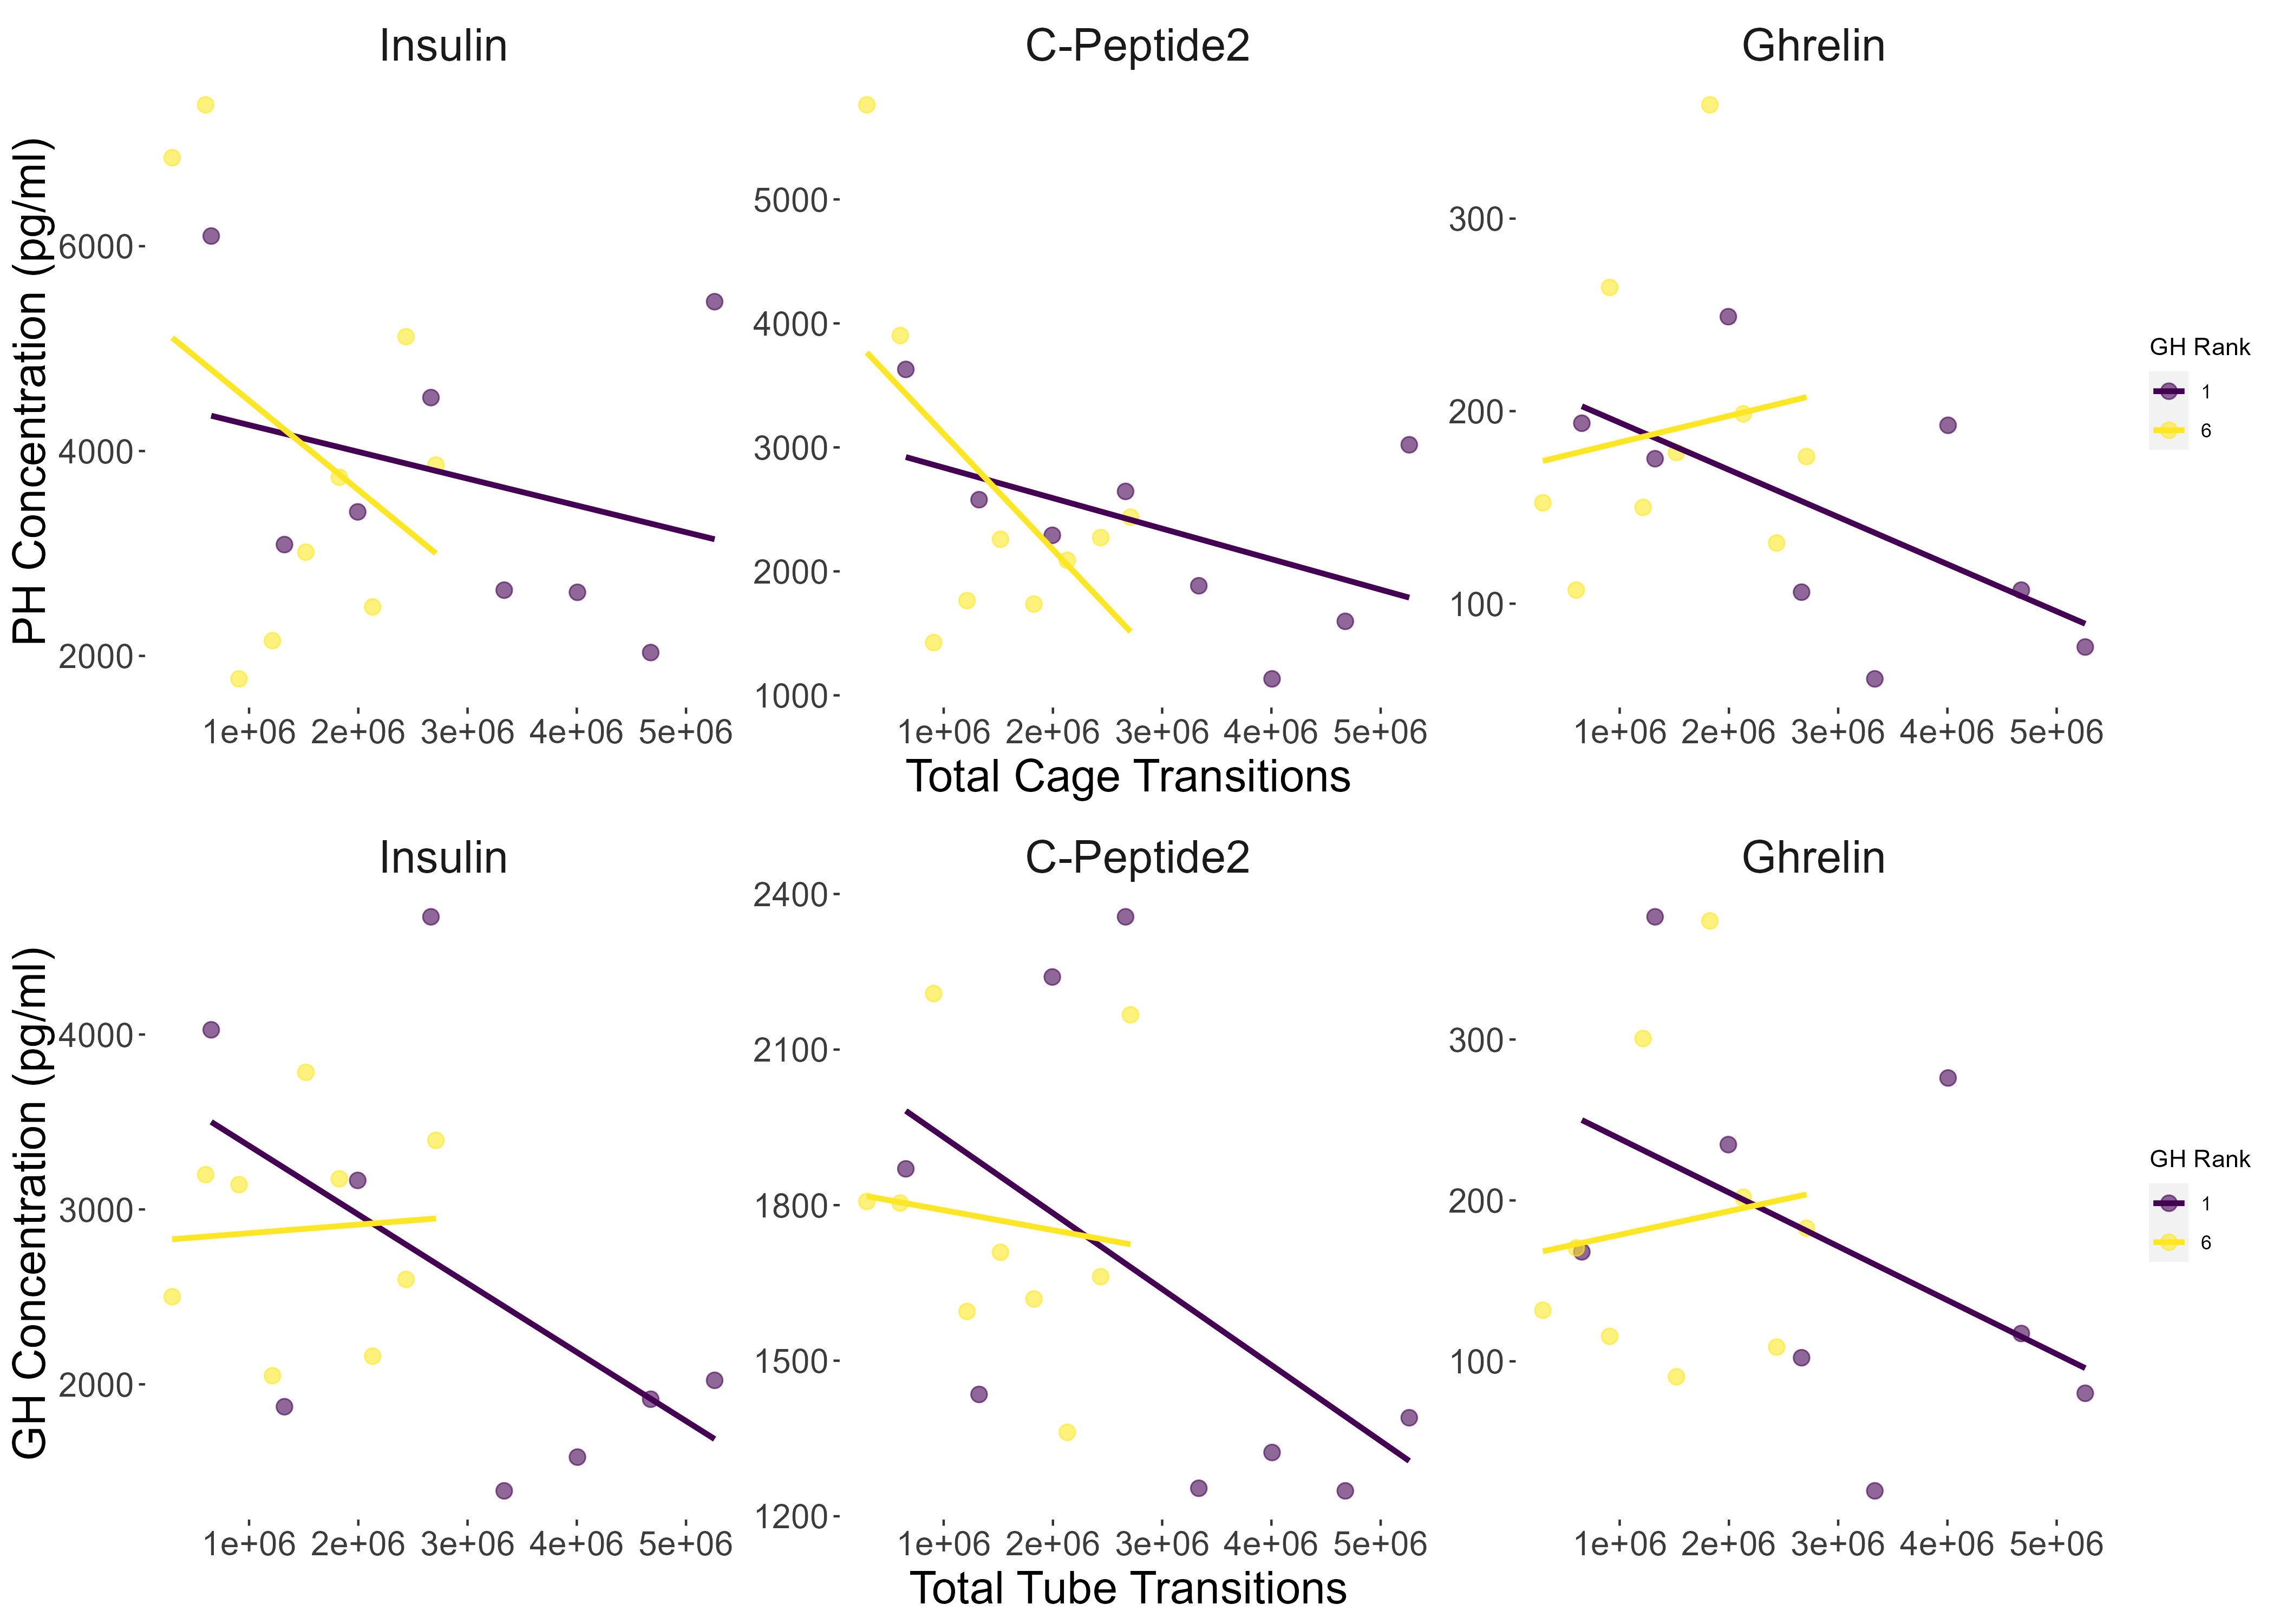 Insulin C-Peptide2 Ghrelin
PH Concentration (pg/ml)
6000
4000
2000
5000
4000
3000
2000
1000
300
200
100
1e+06 2e+06 3e+06 4e+06 5e+06
1e+06 2e+06 3e+06 4e+06 5e+06
1e+06 2e+06 3e+06 4e+06 5e+06
Total Cage Transitions
GH Rank
1
6
Insulin C-Peptide2 Ghrelin
GH Concentration (pg/ml)
4000
3000
2000
2400
2100
1800
1500
1200
300
200
100
1e+06 2e+06 3e+06 4e+06 5e+06
1e+06 2e+06 3e+06 4e+06 5e+06
1e+06 2e+06 3e+06 4e+06 5e+06
Total Tube Transitions
GH Rank
1
6